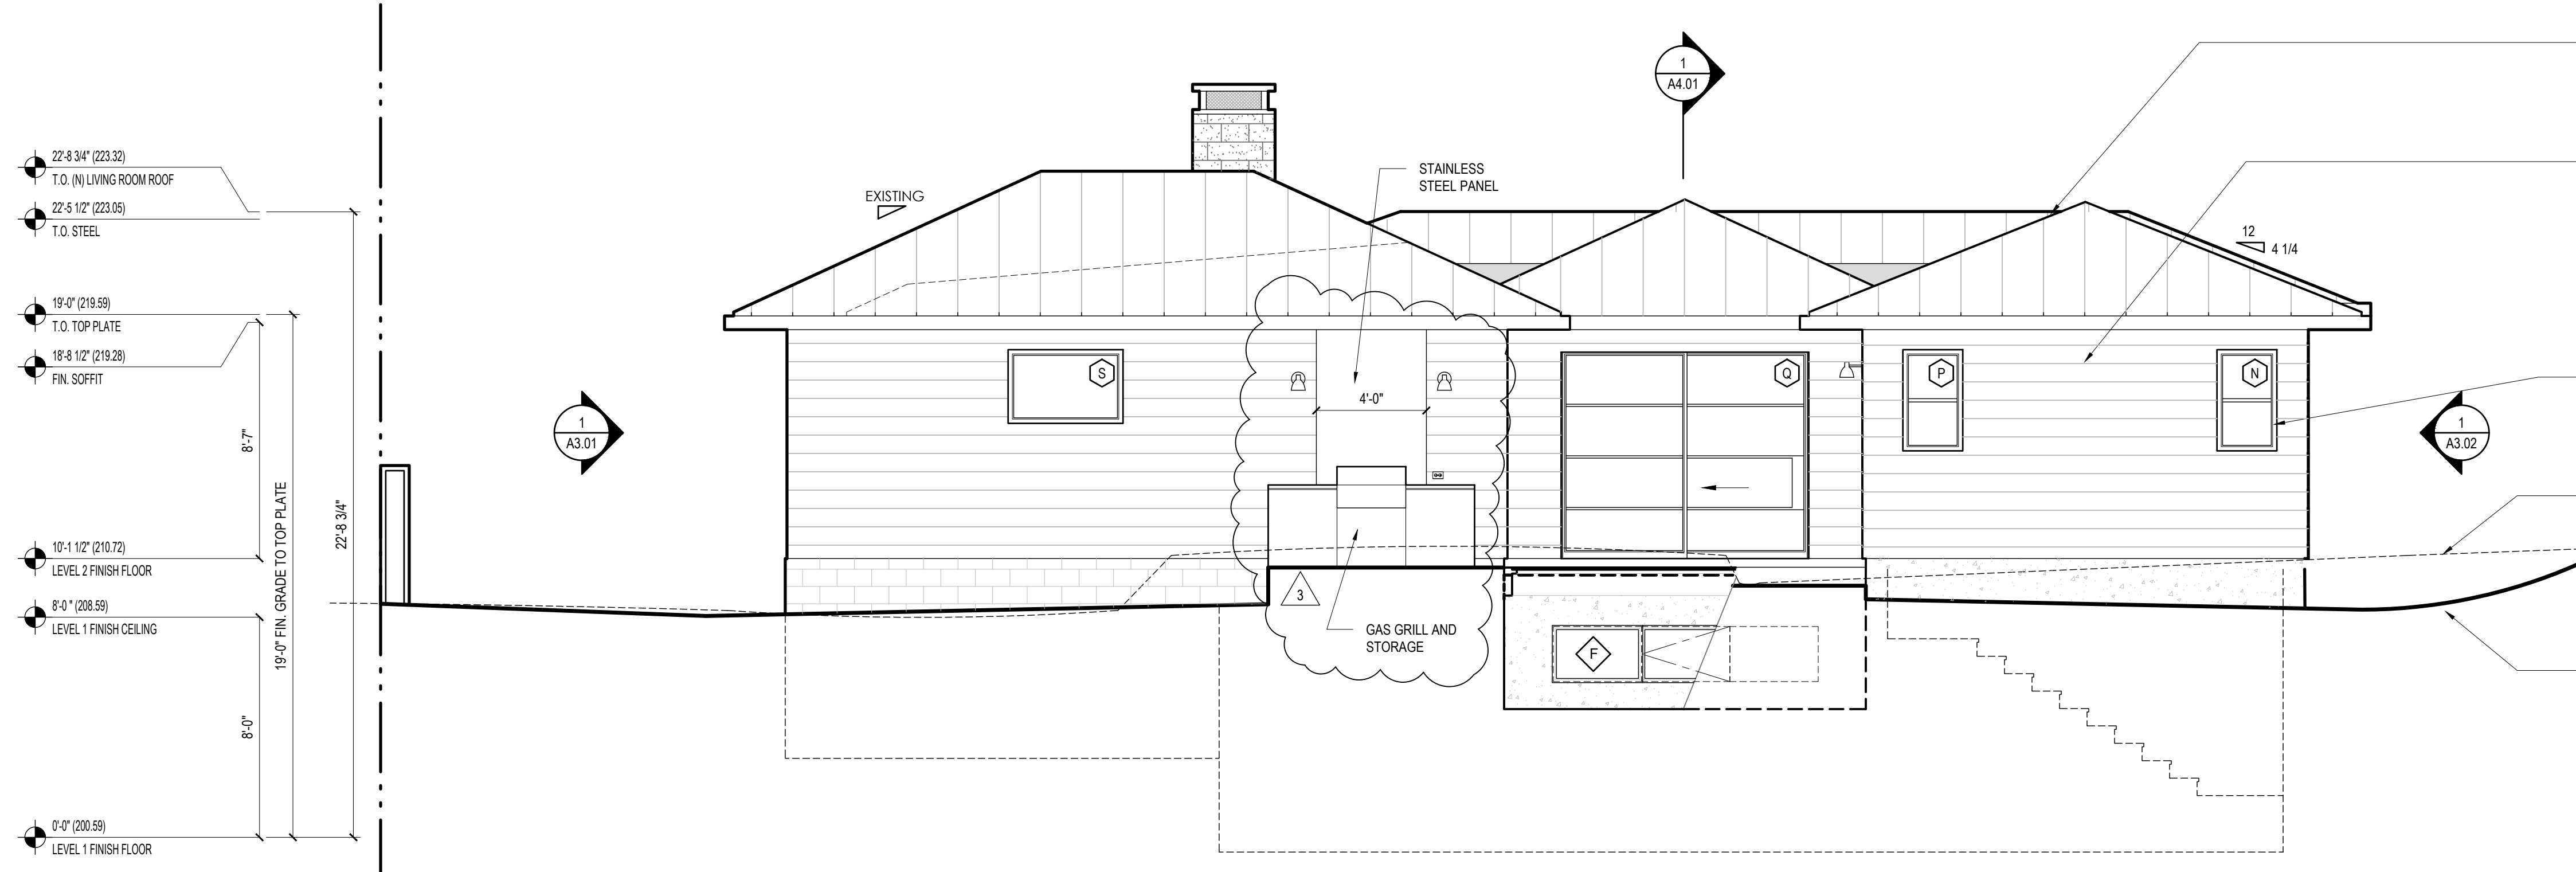 1
A4.01
22'-8 3/4" (223.32)
T.O. (N) LIVING ROOM ROOF
22'-5 1/2" (223.05)
T.O. STEEL
EXISTING
STAINLESS
STEEL PANEL
12
4 1/4
19'-0" (219.59)
T.O. TOP PLATE
18'-8 1/2" (219.28)
FIN. SOFFIT
S
Q
P
N
4'-0"
1
A3.01
1
A3.02
8'-7"
19'-0" FIN. GRADE TO TOP PLATE
22'-8 3/4"
10'-1 1/2" (210.72)
LEVEL 2 FINISH FLOOR
8'-0 " (208.59)
LEVEL 1 FINISH CEILING
3
GAS GRILL AND
STORAGE
F
8'-0"
0'-0" (200.59)
LEVEL 1 FINISH FLOOR